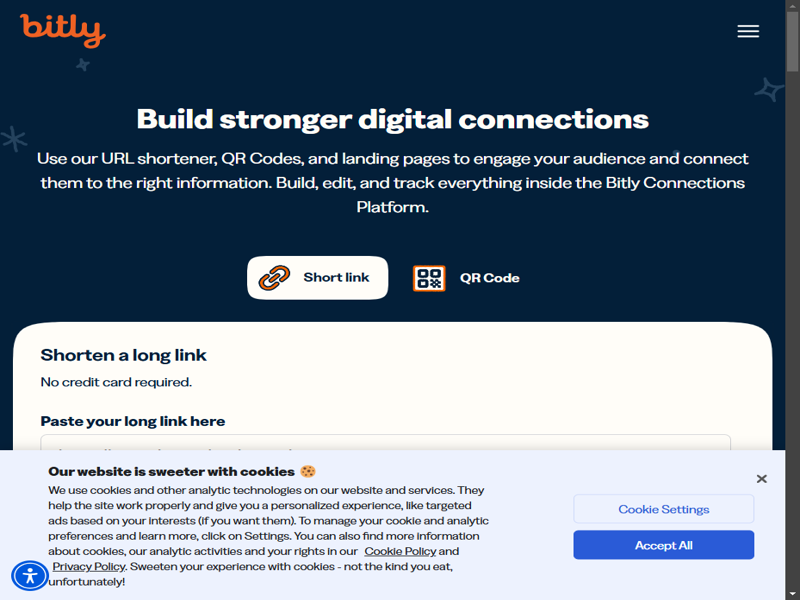 bitly
Build stronger digital connections
Use our URL shortener, QR Codes, and landing pages to engage your audience and connect
them to the right information. Build, edit, and track everything inside the Bitly Connections
Platform.
Short link
QR Code
Shorten a long link
No credit card required.
Paste your long link here
Our website is sweeter with cookies 🍪
We use cookies and other analytic technologies on our website and services. They
help the site work properly and give you a personalized experience, like targeted
ads based on your interests (if you want them). To manage your cookie and analytic
preferences and learn more, click on Settings. You can also find more information
about cookies, our analytic activities and your rights in our Cookie Policy and
Privacy Policy. Sweeten your experience with cookies - not the kind you eat,
unfortunately!
Cookie Settings
Accept All